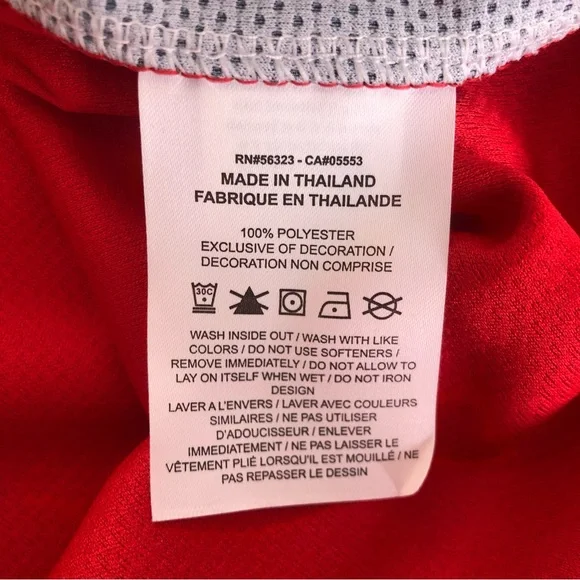 RN#56323 - CA#05553
MADE IN THAILAND
FABRIQUE EN THAILANDE
100% POLYESTER
EXCLUSIVE OF DECORATION /
DECORATION NON COMPRISE
30C
WASH INSIDE OUT / WASH WITH LIKE
COLORS / DO NOT USE SOFTENERS /
REMOVE IMMEDIATELY / DO NOT ALLOW TO
LAY ON ITSELF WHEN WET / DO NOT IRON
DESIGN
LAVER A L'ENVERS / LAVER AVEC COULEURS
SIMILAIRES / NE PAS UTILISER
D'ADOUCISSEUR / ENLEVER
IMMEDIATEMENT / NE PAS LAISSER LE
VÊTEMENT PLIÉ LORSQU'IL EST MOUILLÉ / NE
PAS REPASSER LE DESSIN